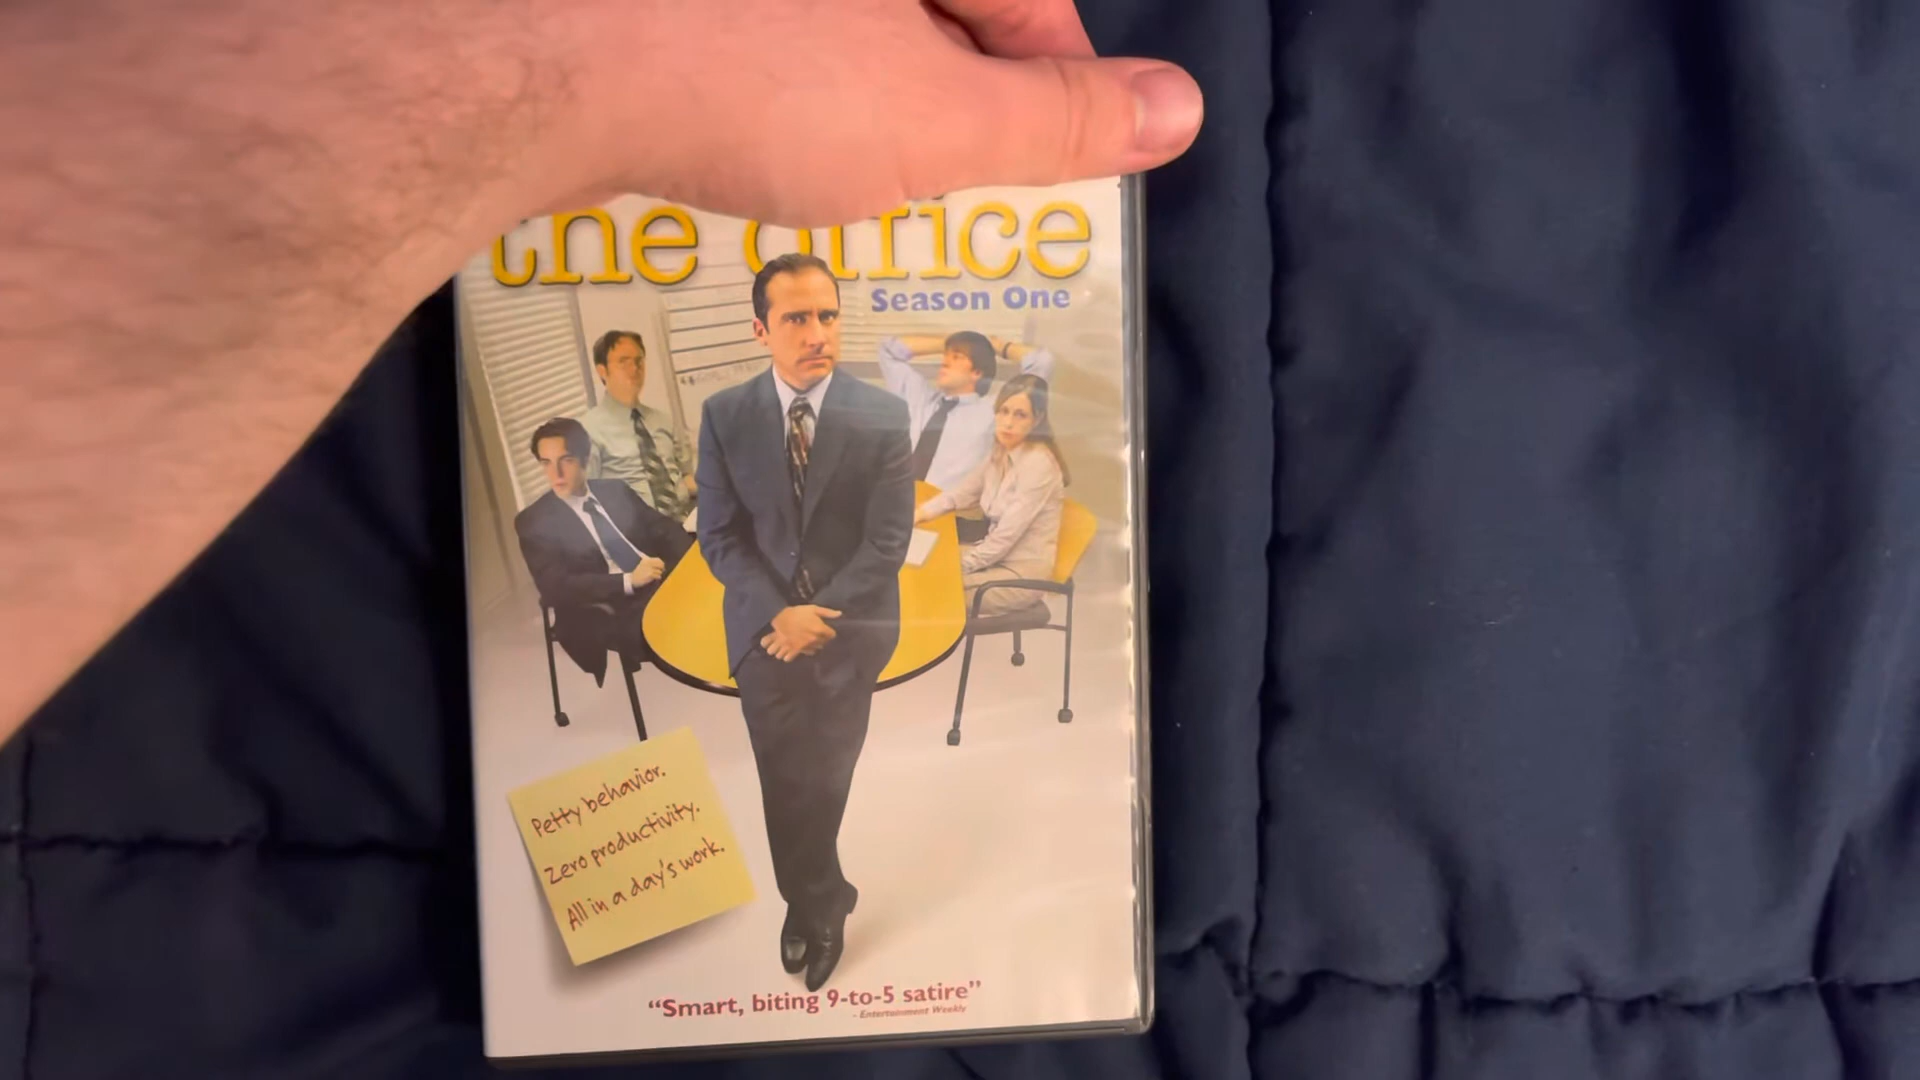 the office
Season One
Petty behavior.
Zero productivity.
All in a day's work.
“Smart, biting 9-to-5 satire”
- Entertainment Weekly